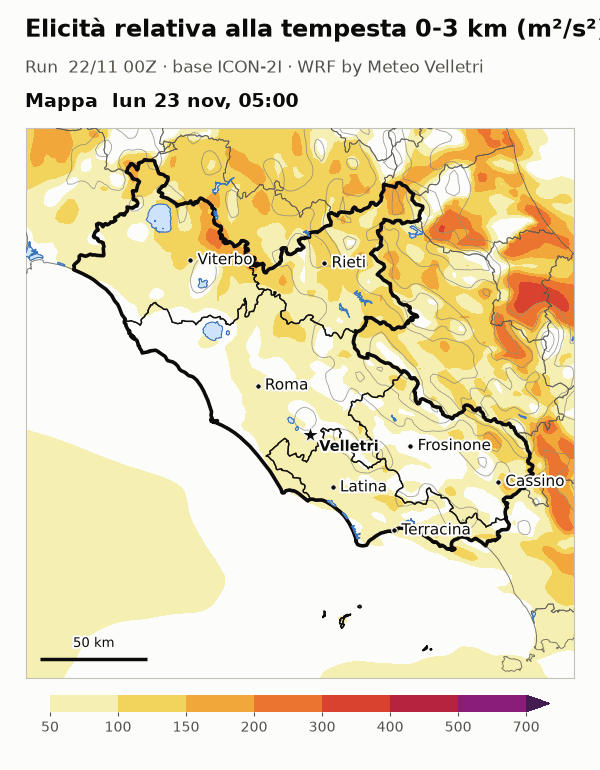 Elicità relativa alla tempesta 0-3 km (m²/s²)
Run 22/11 00Z · base ICON-2I · WRF by Meteo Velletri
Mappa lun 23 nov, 05:00
Viterbo
Rieti
Roma
Velletri
Frosinone
Cassino
Latina
Terracina
50 km
50 100 150 200 300 400 500 700